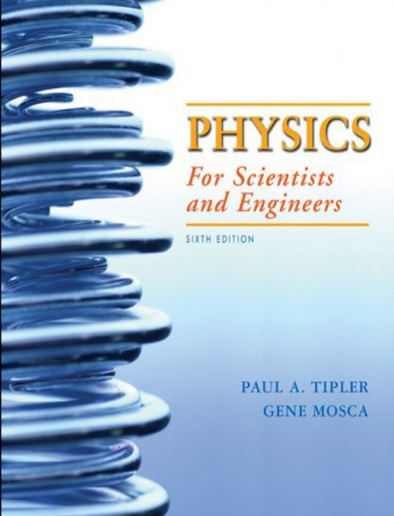 PHYSICS
For Scientists
and Engineers
SIXTH EDITION
PAUL A. TIPLER
GENE MOSCA